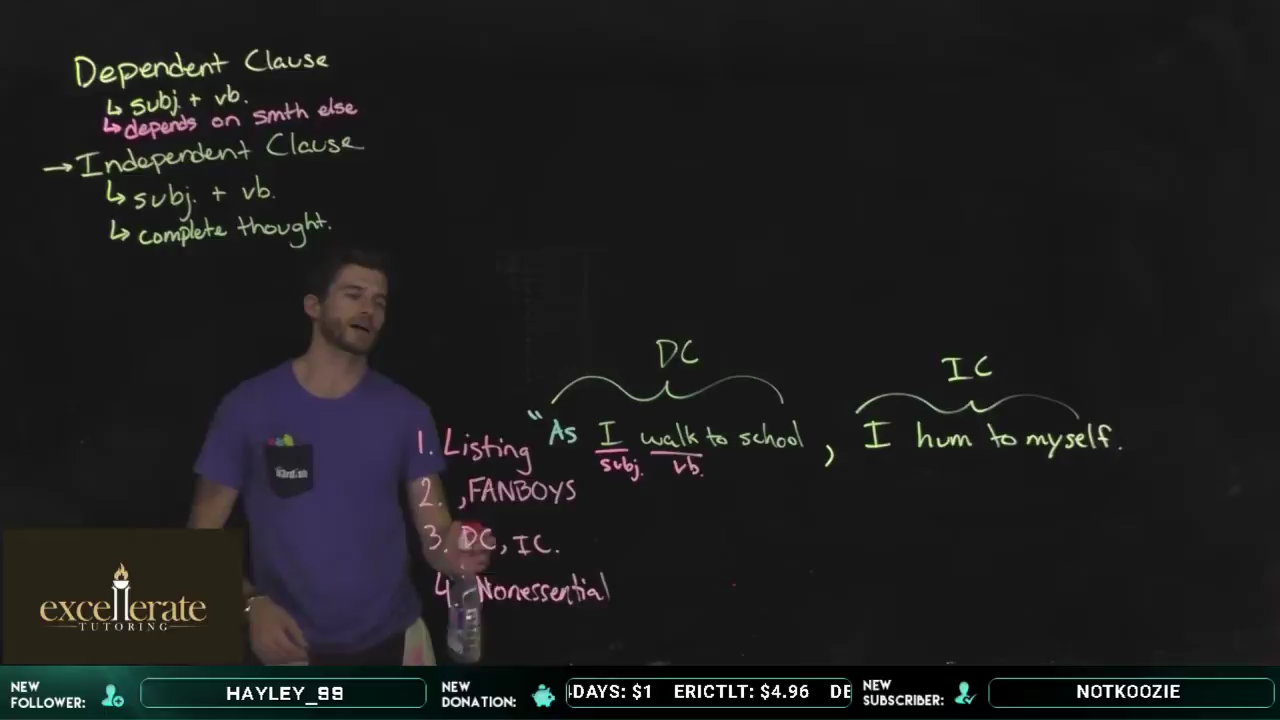 Dependent Clause
↳ subj. + vb.
↳ depends on smth else
→ Independent Clause
↳ subj. + vb.
↳ complete thought.
DC
IC
"As I walk to school, I hum to myself.
subj. vb.
1. Listing
2. ,FANBOYS
3. DC, IC.
4. Nonessential
excellerate
TUTORING
NEW FOLLOWER: HAYLEY_99
NEW DONATION: DAYS: $1 ERICTLT: $4.96 DE
NEW SUBSCRIBER: NOTKOOZIE